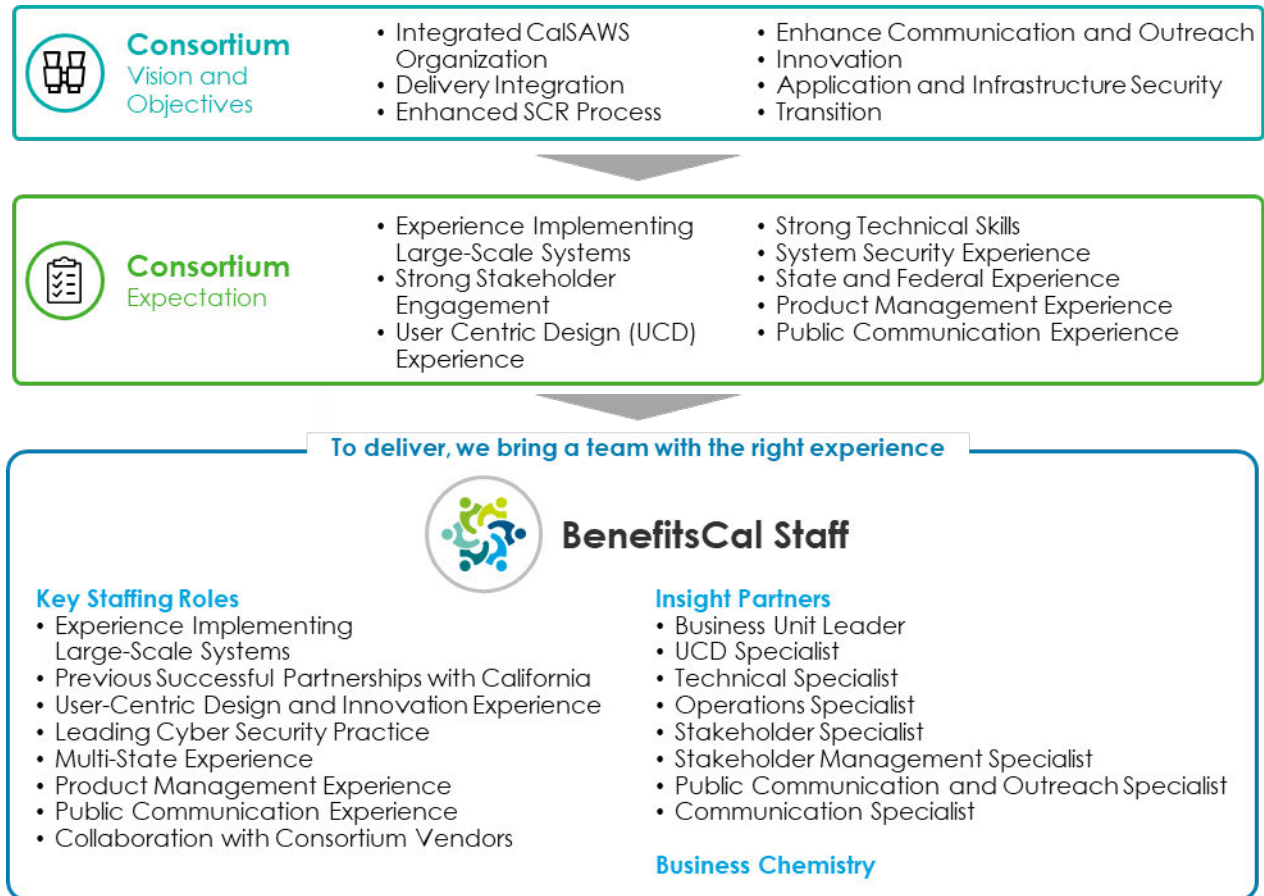 Consortium
Vision and
Objectives
• Integrated CalSAWS
Organization
• Delivery Integration
• Enhanced SCR Process
• Enhance Communication and Outreach
• Innovation
• Application and Infrastructure Security
• Transition
Consortium
Expectation
• Experience Implementing
Large-Scale Systems
• Strong Stakeholder
Engagement
• User Centric Design (UCD)
Experience
• Strong Technical Skills
• System Security Experience
• State and Federal Experience
• Product Management Experience
• Public Communication Experience
To deliver, we bring a team with the right experience
BenefitsCal Staff
Key Staffing Roles
• Experience Implementing
Large-Scale Systems
• Previous Successful Partnerships with California
• User-Centric Design and Innovation Experience
• Leading Cyber Security Practice
• Multi-State Experience
• Product Management Experience
• Public Communication Experience
• Collaboration with Consortium Vendors
Insight Partners
• Business Unit Leader
• UCD Specialist
• Technical Specialist
• Operations Specialist
• Stakeholder Specialist
• Stakeholder Management Specialist
• Public Communication and Outreach Specialist
• Communication Specialist
Business Chemistry